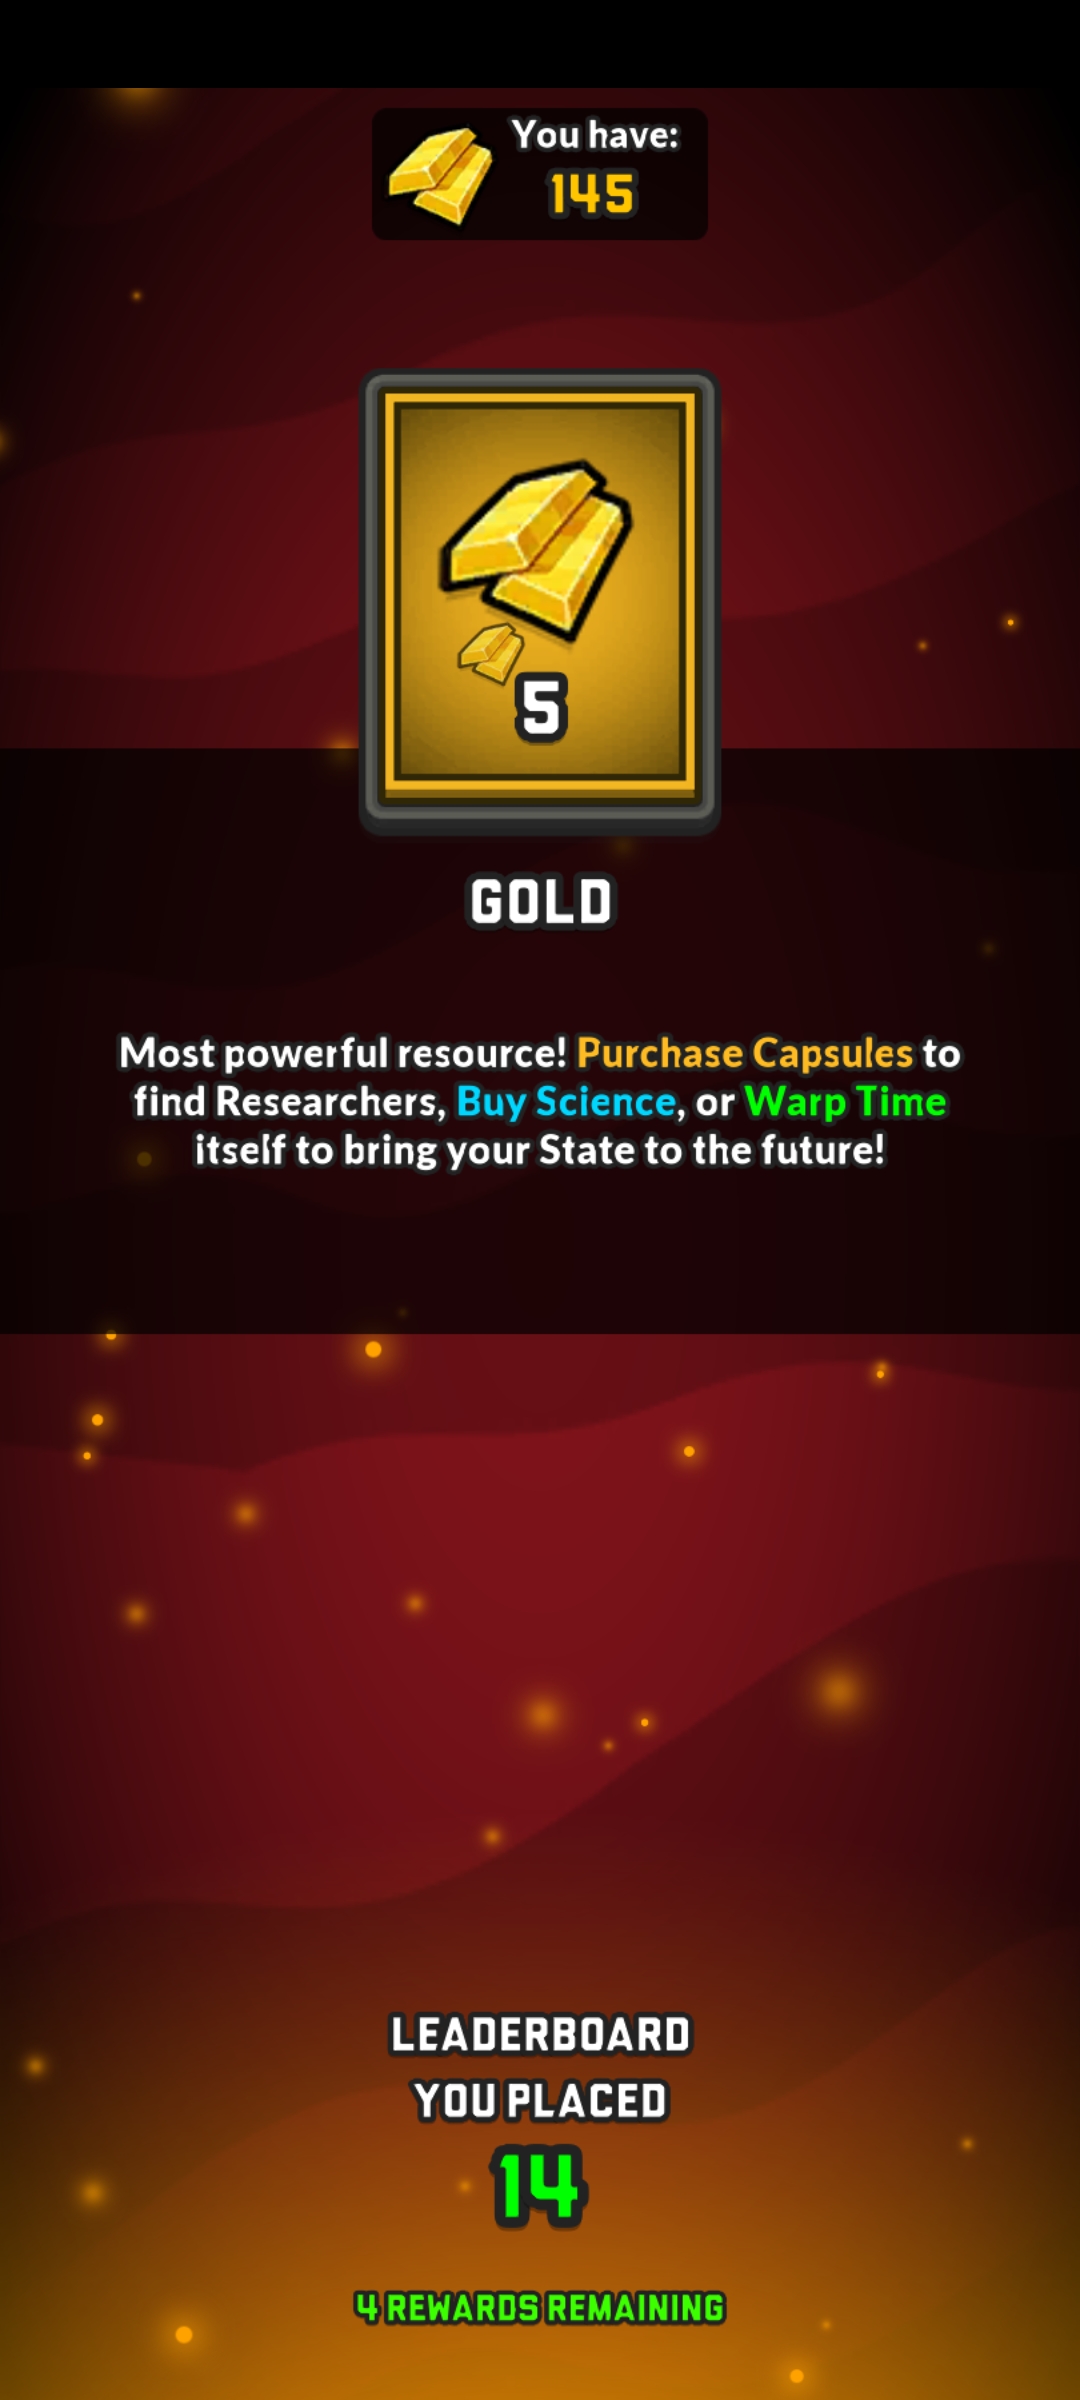 You have:
145
5
GOLD
Most powerful resource! Purchase Capsules to
find Researchers, Buy Science, or Warp Time
itself to bring your State to the future!
LEADERBOARD
YOU PLACED
14
4 REWARDS REMAINING